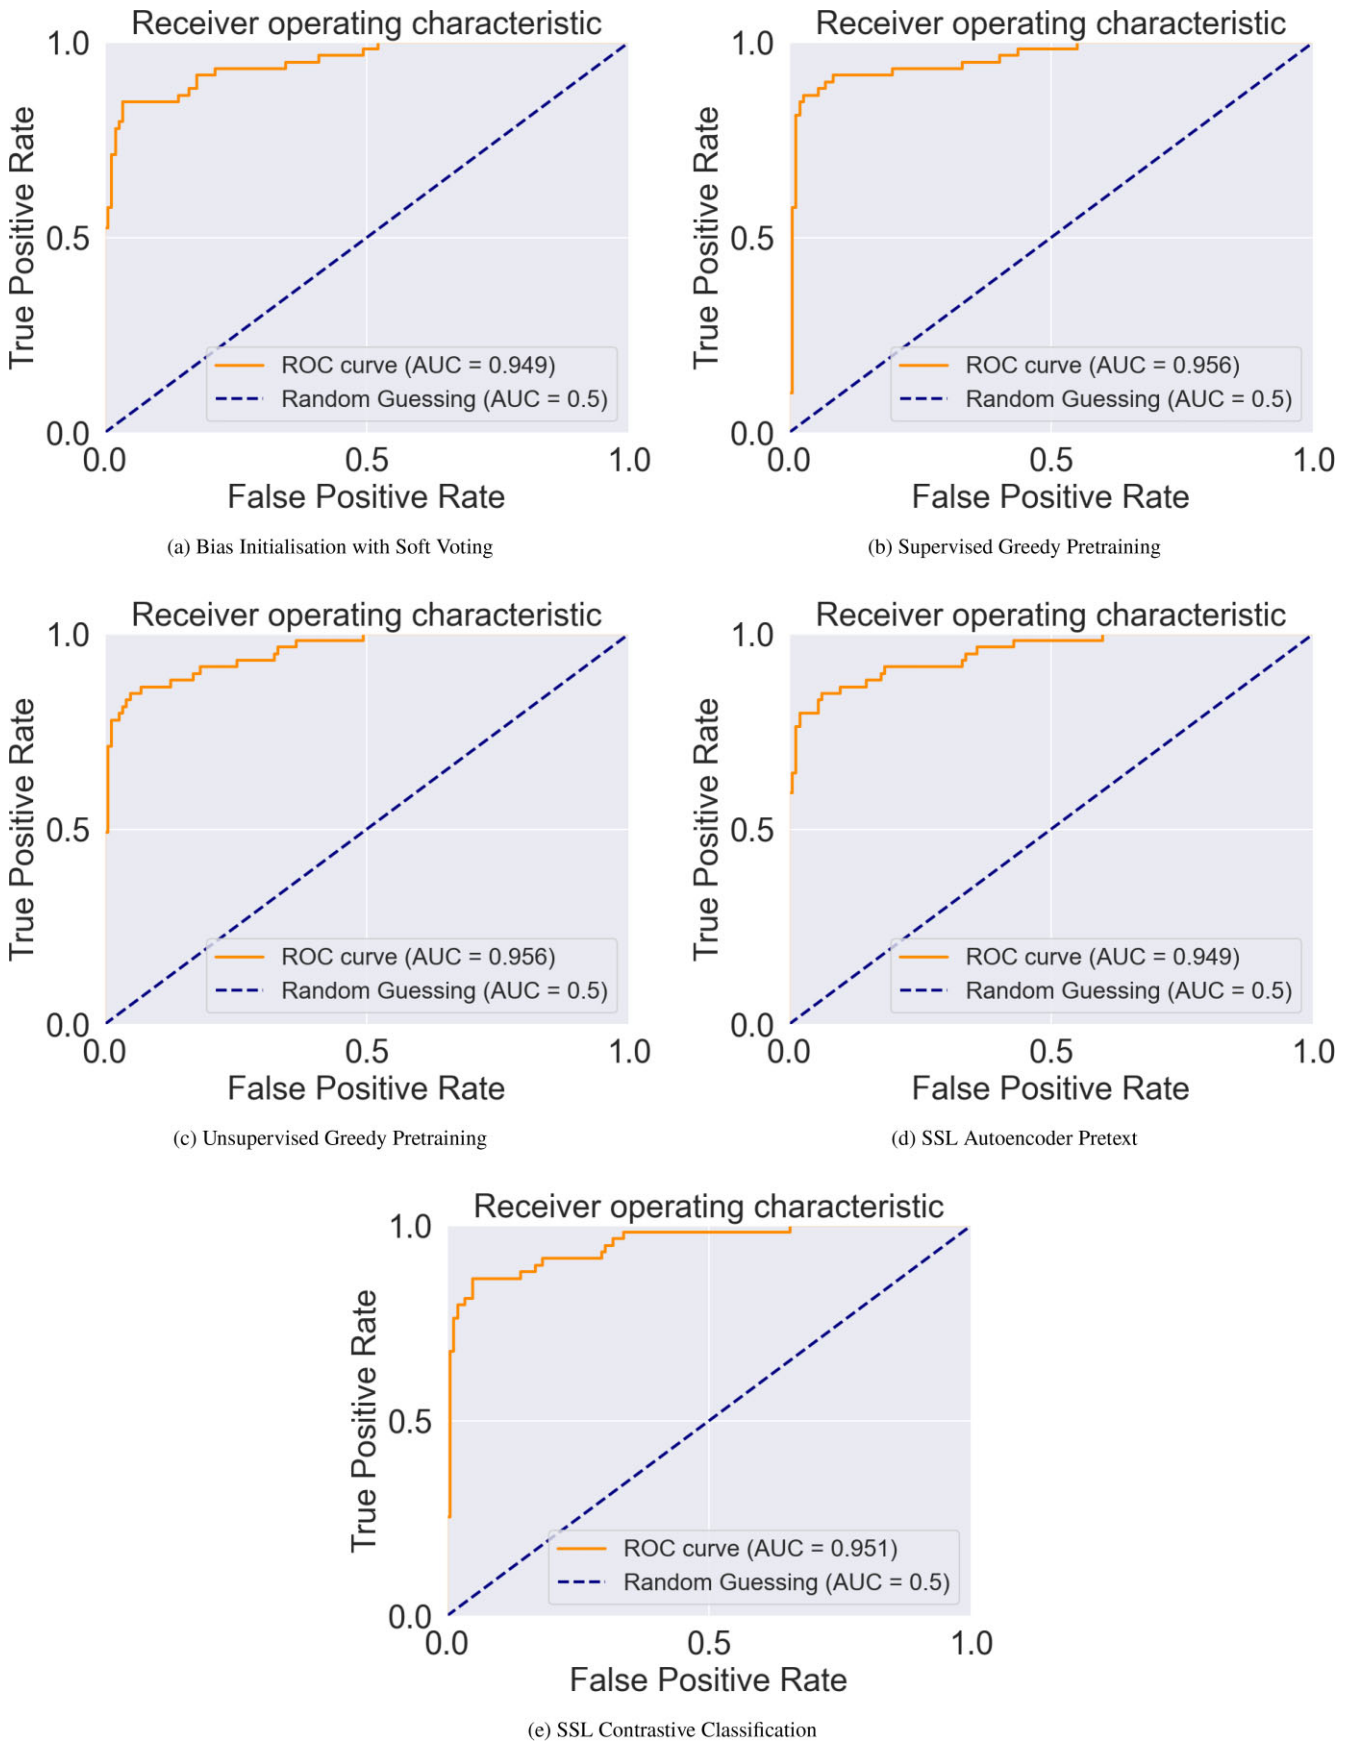 Receiver operating characteristic
1.0
0.5
0.0
True Positive Rate
ROC curve (AUC = 0.949)
Random Guessing (AUC = 0.5)
0.0 0.5 1.0
False Positive Rate
(a) Bias Initialisation with Soft Voting
Receiver operating characteristic
1.0
0.5
0.0
True Positive Rate
ROC curve (AUC = 0.956)
Random Guessing (AUC = 0.5)
0.0 0.5 1.0
False Positive Rate
(b) Supervised Greedy Pretraining
Receiver operating characteristic
1.0
0.5
0.0
True Positive Rate
ROC curve (AUC = 0.956)
Random Guessing (AUC = 0.5)
0.0 0.5 1.0
False Positive Rate
(c) Unsupervised Greedy Pretraining
Receiver operating characteristic
1.0
0.5
0.0
True Positive Rate
ROC curve (AUC = 0.949)
Random Guessing (AUC = 0.5)
0.0 0.5 1.0
False Positive Rate
(d) SSL Autoencoder Pretext
Receiver operating characteristic
1.0
0.5
0.0
True Positive Rate
ROC curve (AUC = 0.951)
Random Guessing (AUC = 0.5)
0.0 0.5 1.0
False Positive Rate
(e) SSL Contrastive Classification